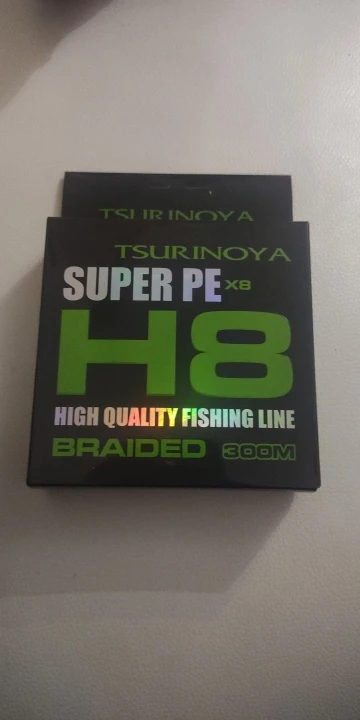 TSURINOYA
TSURINOYA
SUPER PE X8
H8
HIGH QUALITY FISHING LINE
BRAIDED 300M